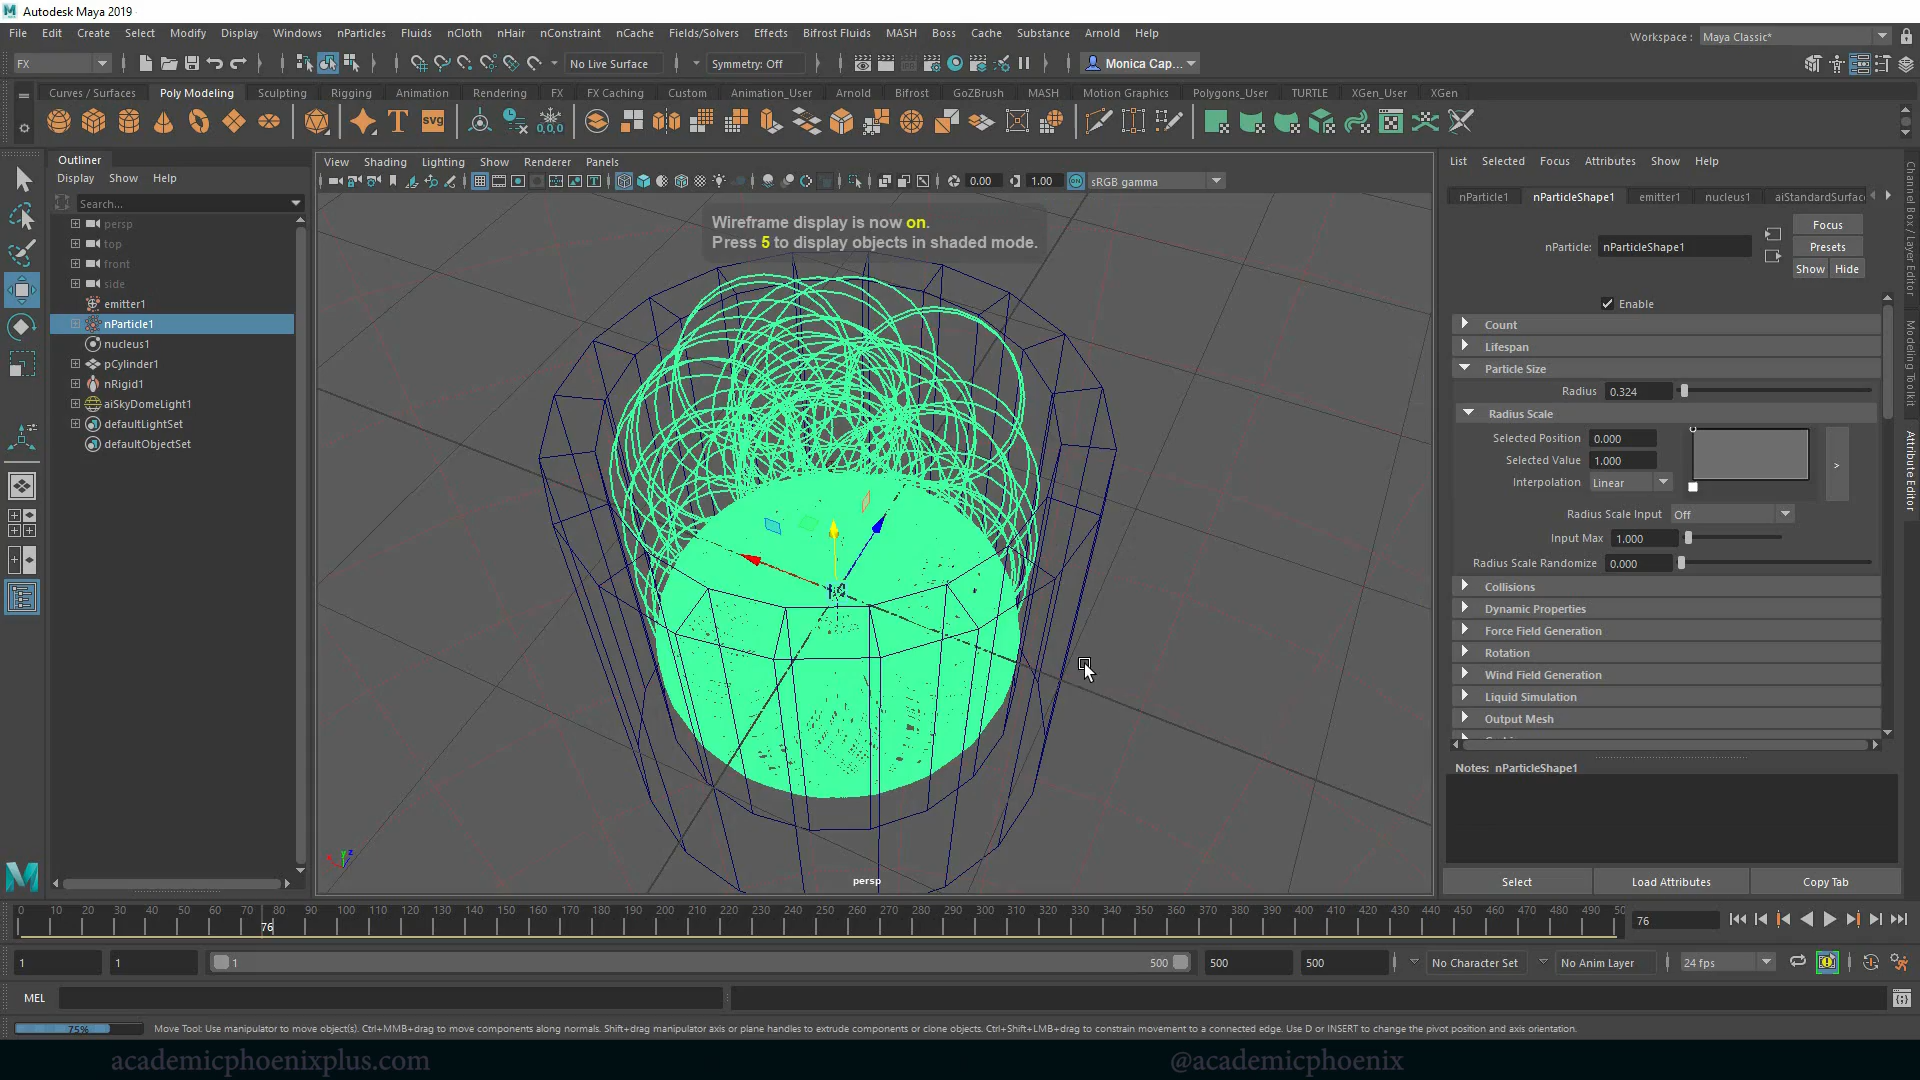 Autodesk Maya 2019
File Edit Create Select Modify Display Windows nParticles Fluids nCloth nHair nConstraint nCache Fields/Solvers Effects Bifrost Fluids MASH Boss Cache Substance Arnold Help
Workspace : Maya Classic*
FX No Live Surface Symmetry: Off Monica Cap...
Curves / Surfaces Poly Modeling Sculpting Rigging Animation Rendering FX FX Caching Custom Animation_User Arnold Bifrost GoZBrush MASH Motion Graphics Polygons_User TURTLE XGen_User XGen
T SVG 0,0,0
Outliner
Display Show Help
Search...
persp
top
front
side
emitter1
nParticle1
nucleus1
pCylinder1
nRigid1
aiSkyDomeLight1
defaultLightSet
defaultObjectSet
View Shading Lighting Show Renderer Panels
0.00 1.00 sRGB gamma
Wireframe display is now on.
Press 5 to display objects in shaded mode.
persp
List Selected Focus Attributes Show Help
nParticle1 nParticleShape1 emitter1 nucleus1 aiStandardSurfac
nParticle: nParticleShape1
Focus
Presets
Show Hide
Enable
Count
Lifespan
Particle Size
Radius 0.324
Radius Scale
Selected Position 0.000
Selected Value 1.000
Interpolation Linear
>
Radius Scale Input Off
Input Max 1.000
Radius Scale Randomize 0.000
Collisions
Dynamic Properties
Force Field Generation
Rotation
Wind Field Generation
Liquid Simulation
Output Mesh
Notes: nParticleShape1
Select Load Attributes Copy Tab
Channel Box / Layer Editor
Modeling Toolkit
Attribute Editor
0 10 20 30 40 50 60 70 80 90 100 110 120 130 140 150 160 170 180 190 200 210 220 230 240 250 260 270 280 290 300 310 320 330 340 350 360 370 380 390 400 410 420 430 440 450 460 470 480 490 50
76
76
1 1 1 500 500 500 No Character Set No Anim Layer 24 fps
MEL
75% Move Tool: Use manipulator to move object(s). Ctrl+MMB+drag to move components along normals. Shift+drag manipulator axis or plane handles to extrude components or clone objects. Ctrl+Shift+LMB+drag to constrain movement to a connected edge. Use D or INSERT to change the pivot position and axis orientation.
academicphoenixplus.com @academicphoenix